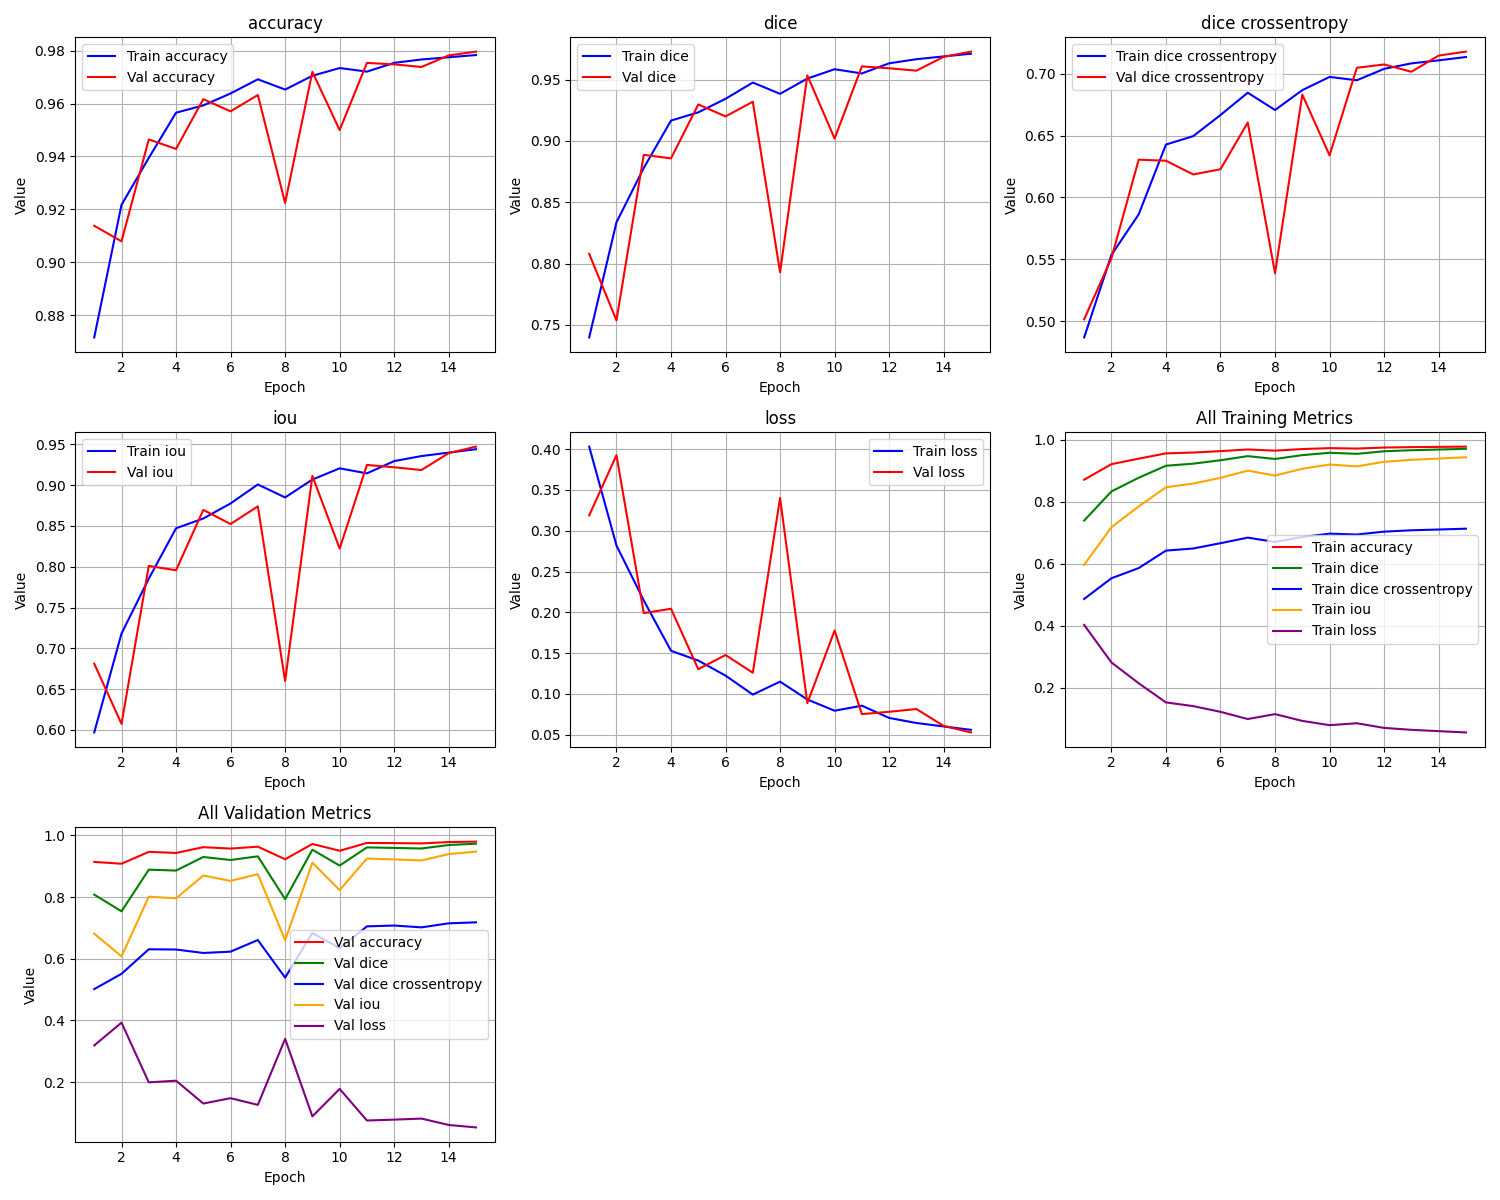 accuracy
Train accuracy
Val accuracy
0.98
0.96
0.94
0.92
0.90
0.88
Value
2 4 6 8 10 12 14
Epoch
dice
Train dice
Val dice
0.95
0.90
0.85
0.80
0.75
Value
2 4 6 8 10 12 14
Epoch
dice crossentropy
Train dice crossentropy
Val dice crossentropy
0.70
0.65
0.60
0.55
0.50
Value
2 4 6 8 10 12 14
Epoch
iou
Train iou
Val iou
0.95
0.90
0.85
0.80
0.75
0.70
0.65
0.60
Value
2 4 6 8 10 12 14
Epoch
loss
Train loss
Val loss
0.40
0.35
0.30
0.25
0.20
0.15
0.10
0.05
Value
2 4 6 8 10 12 14
Epoch
All Training Metrics
1.0
0.8
0.6
0.4
0.2
Value
Train accuracy
Train dice
Train dice crossentropy
Train iou
Train loss
2 4 6 8 10 12 14
Epoch
All Validation Metrics
1.0
0.8
0.6
0.4
0.2
Value
Val accuracy
Val dice
Val dice crossentropy
Val iou
Val loss
2 4 6 8 10 12 14
Epoch